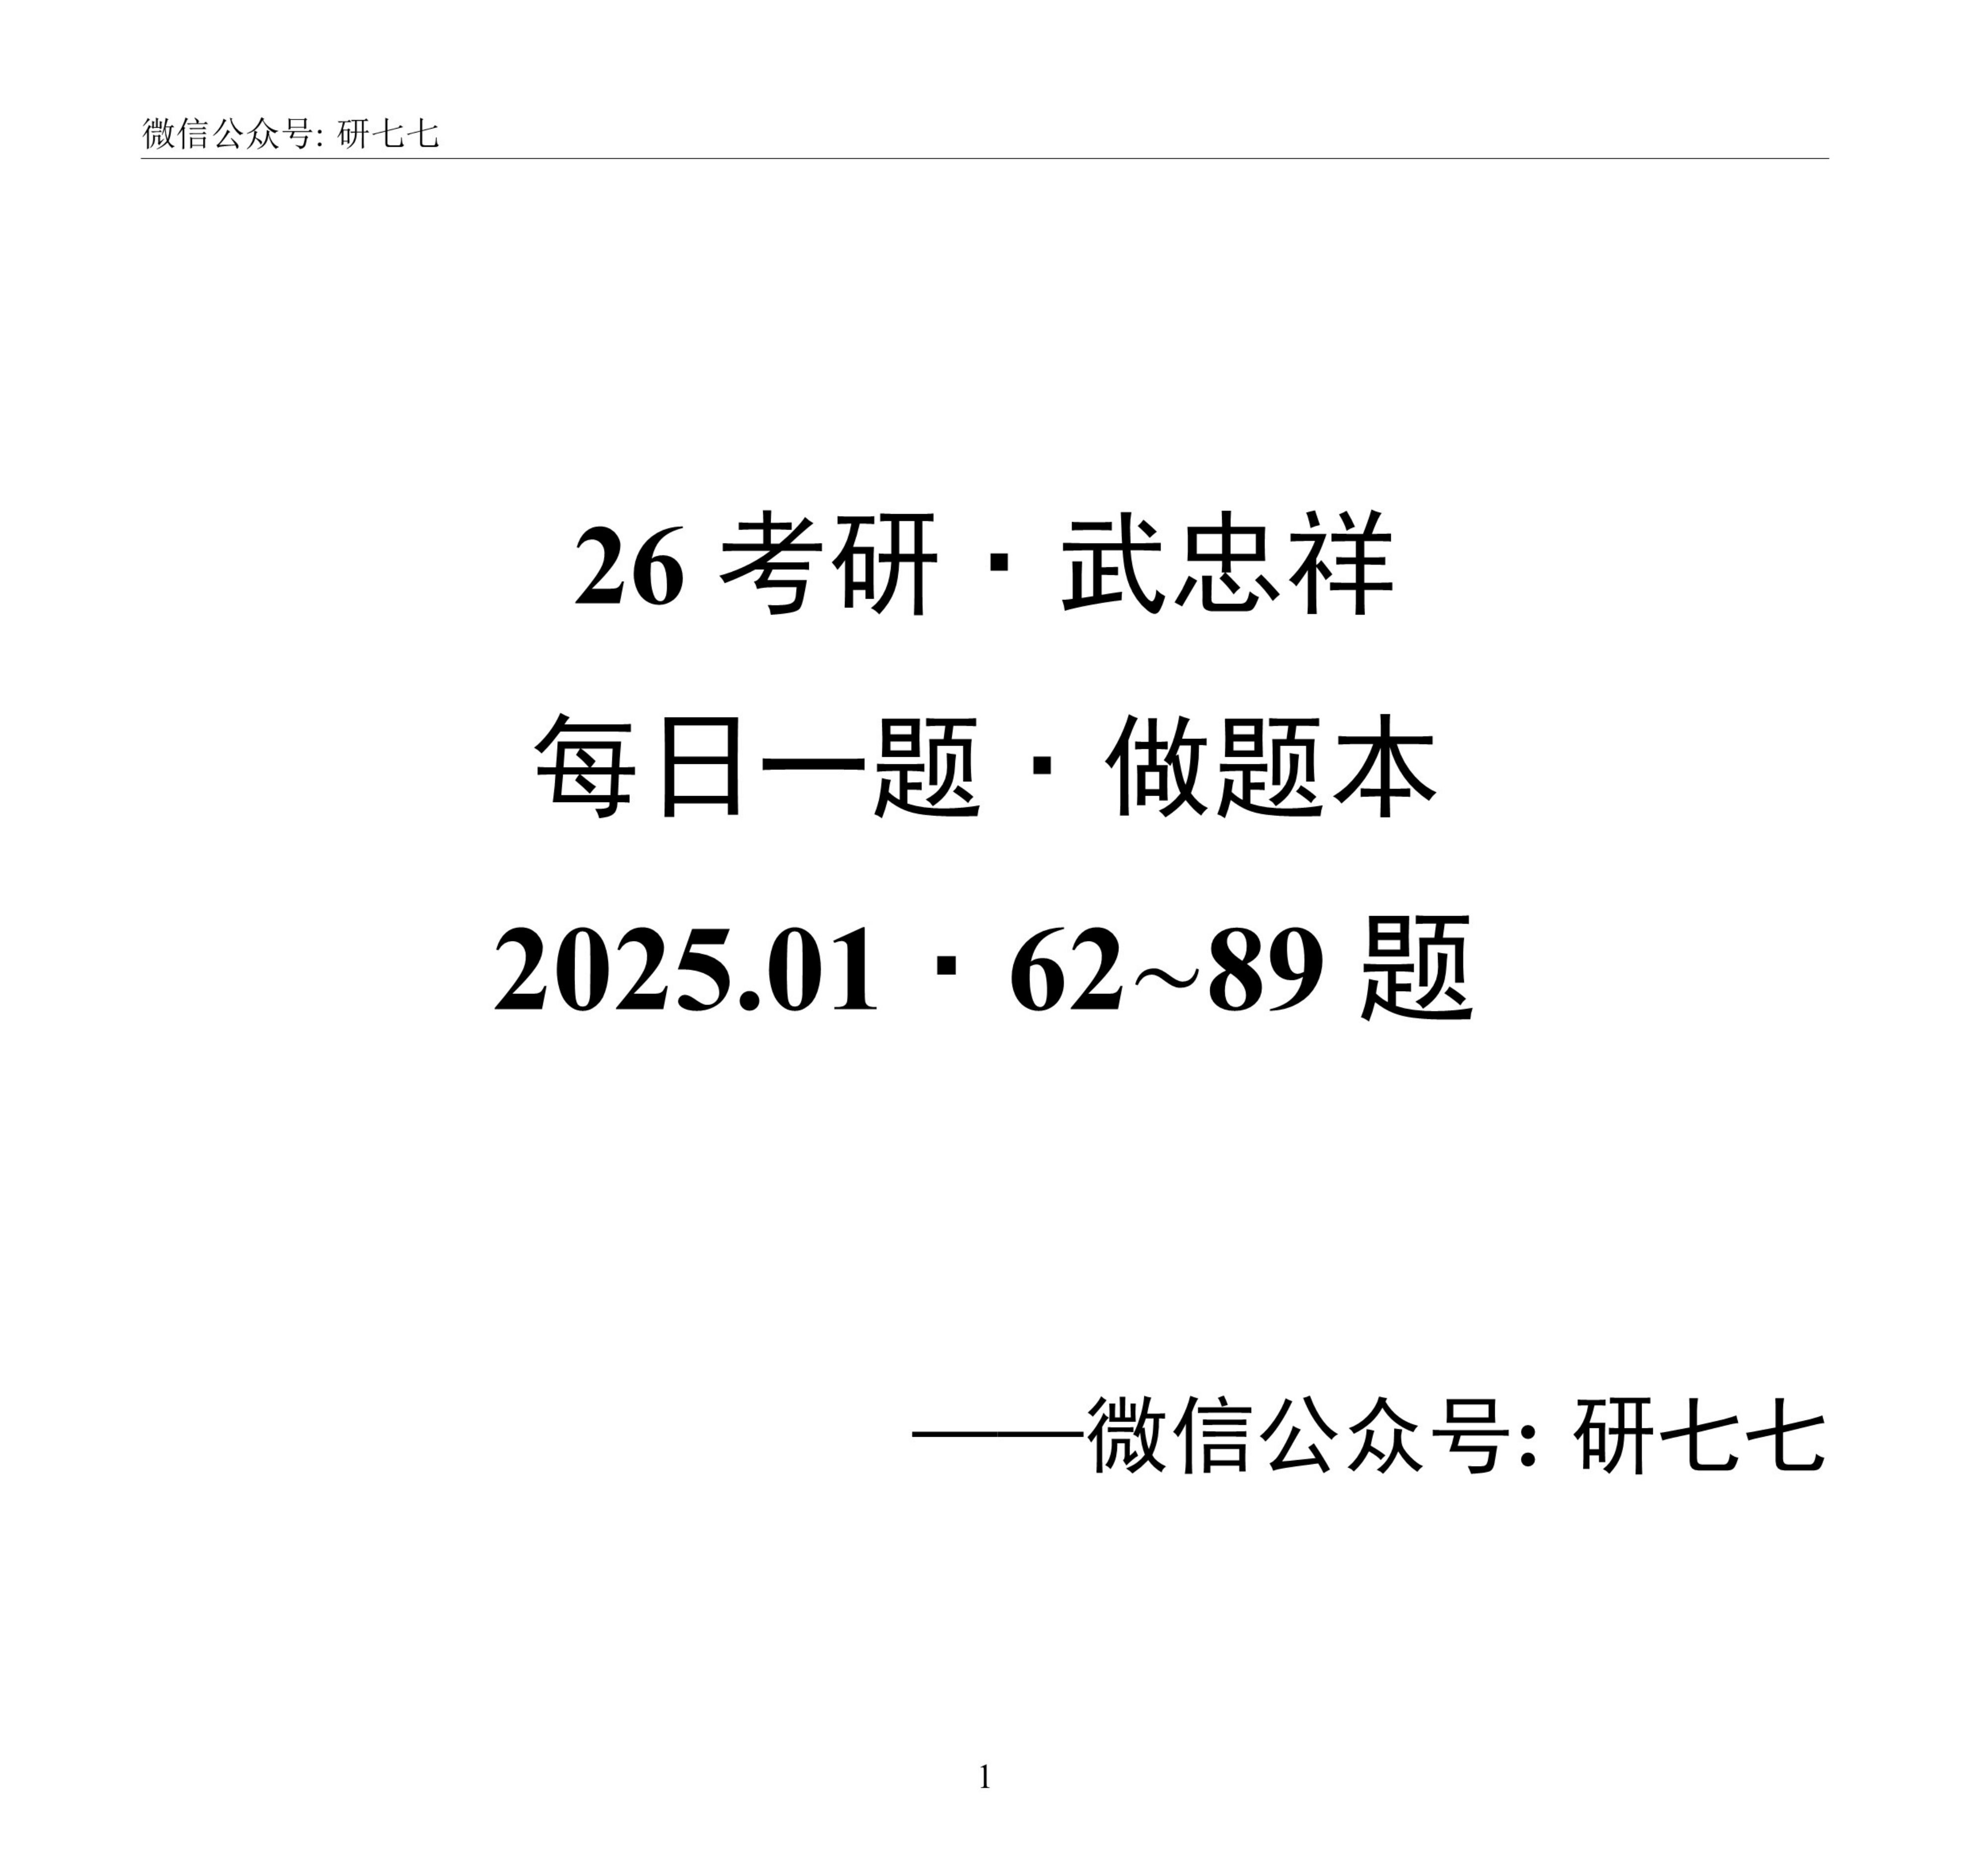 微信公众号：研七七
26 考研 · 武忠祥
每日一题 · 做题本
2025.01 · 62~89 题
——微信公众号：研七七
1